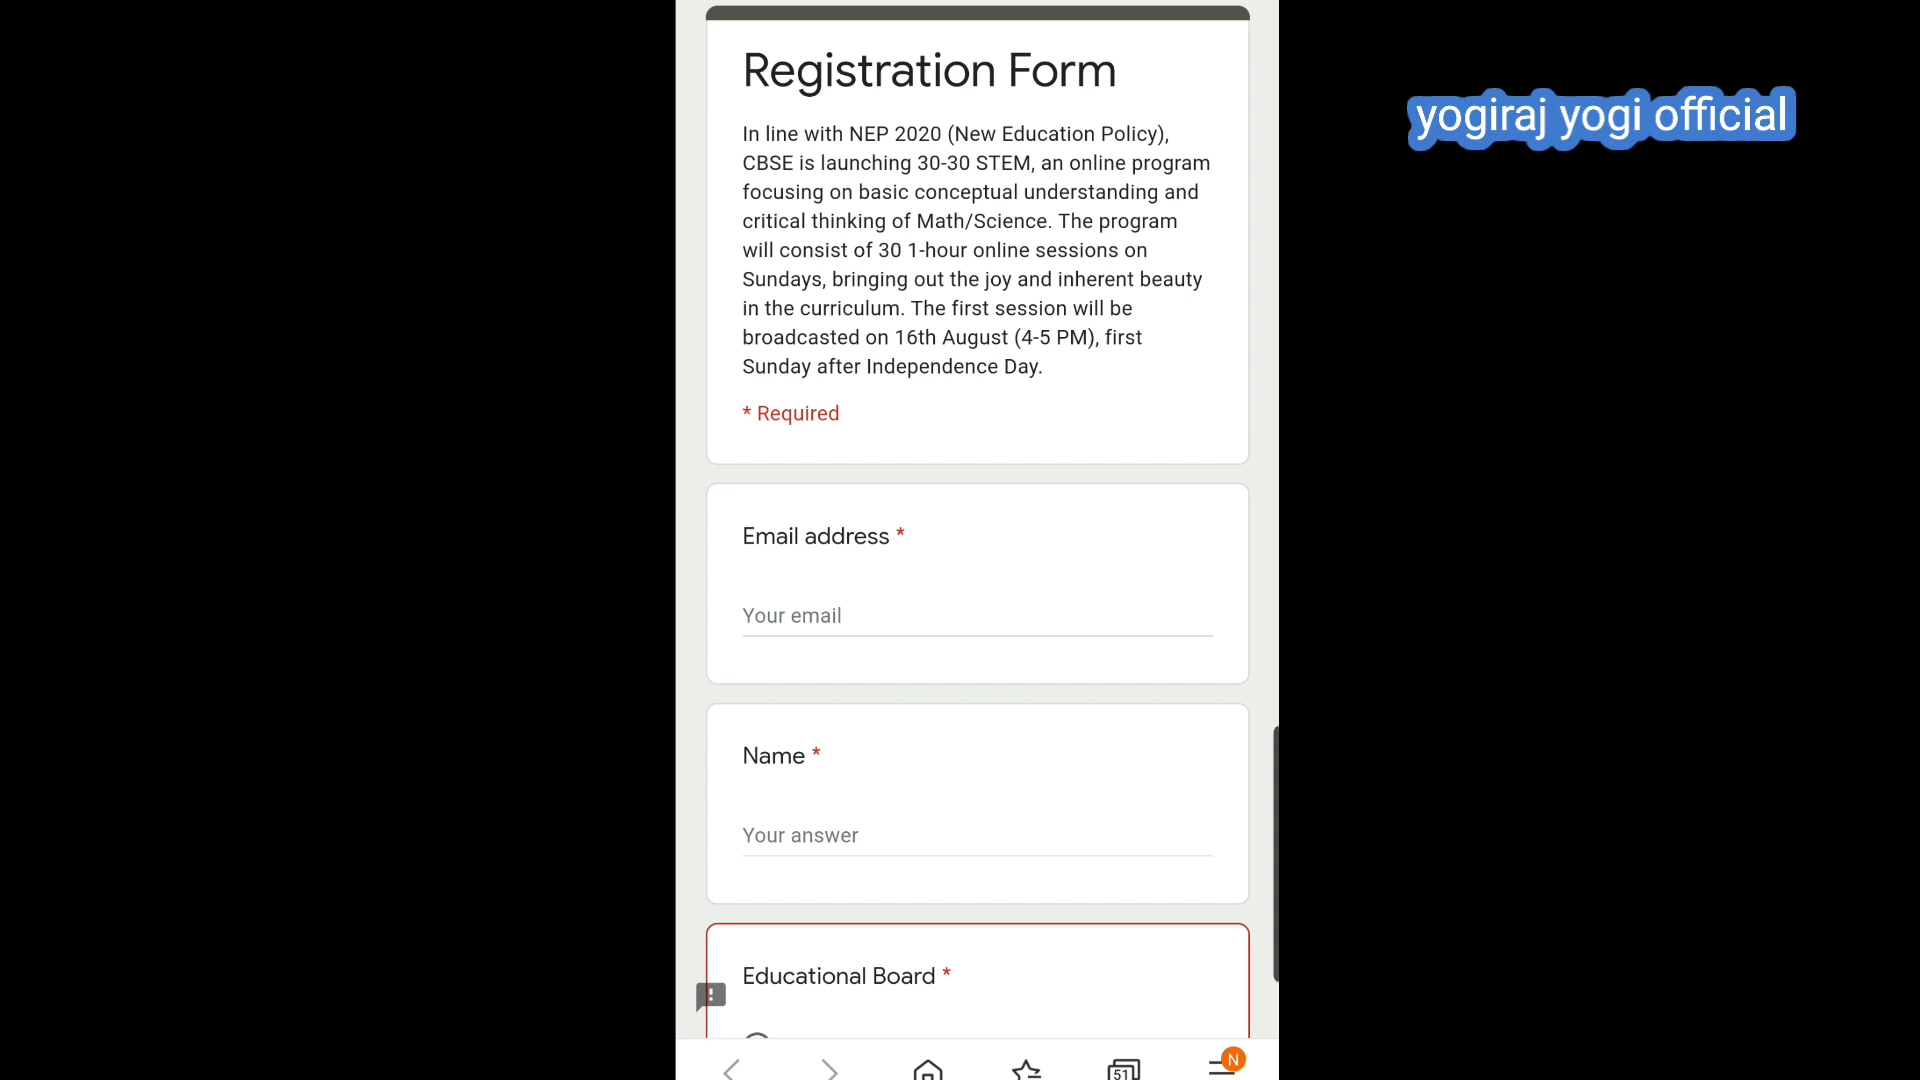 Registration Form
yogiraj yogi official
In line with NEP 2020 (New Education Policy),
CBSE is launching 30-30 STEM, an online program
focusing on basic conceptual understanding and
critical thinking of Math/Science. The program
will consist of 30 1-hour online sessions on
Sundays, bringing out the joy and inherent beauty
in the curriculum. The first session will be
broadcasted on 16th August (4-5 PM), first
Sunday after Independence Day.
* Required
Email address *
Your email
Name *
Your answer
Educational Board *
51
N